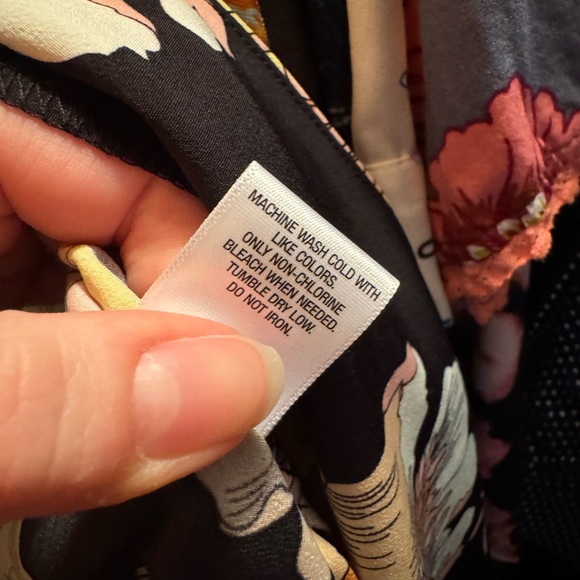 MACHINE WASH COLD WITH
LIKE COLORS.
ONLY NON-CHLORINE
BLEACH WHEN NEEDED.
TUMBLE DRY LOW.
DO NOT IRON.